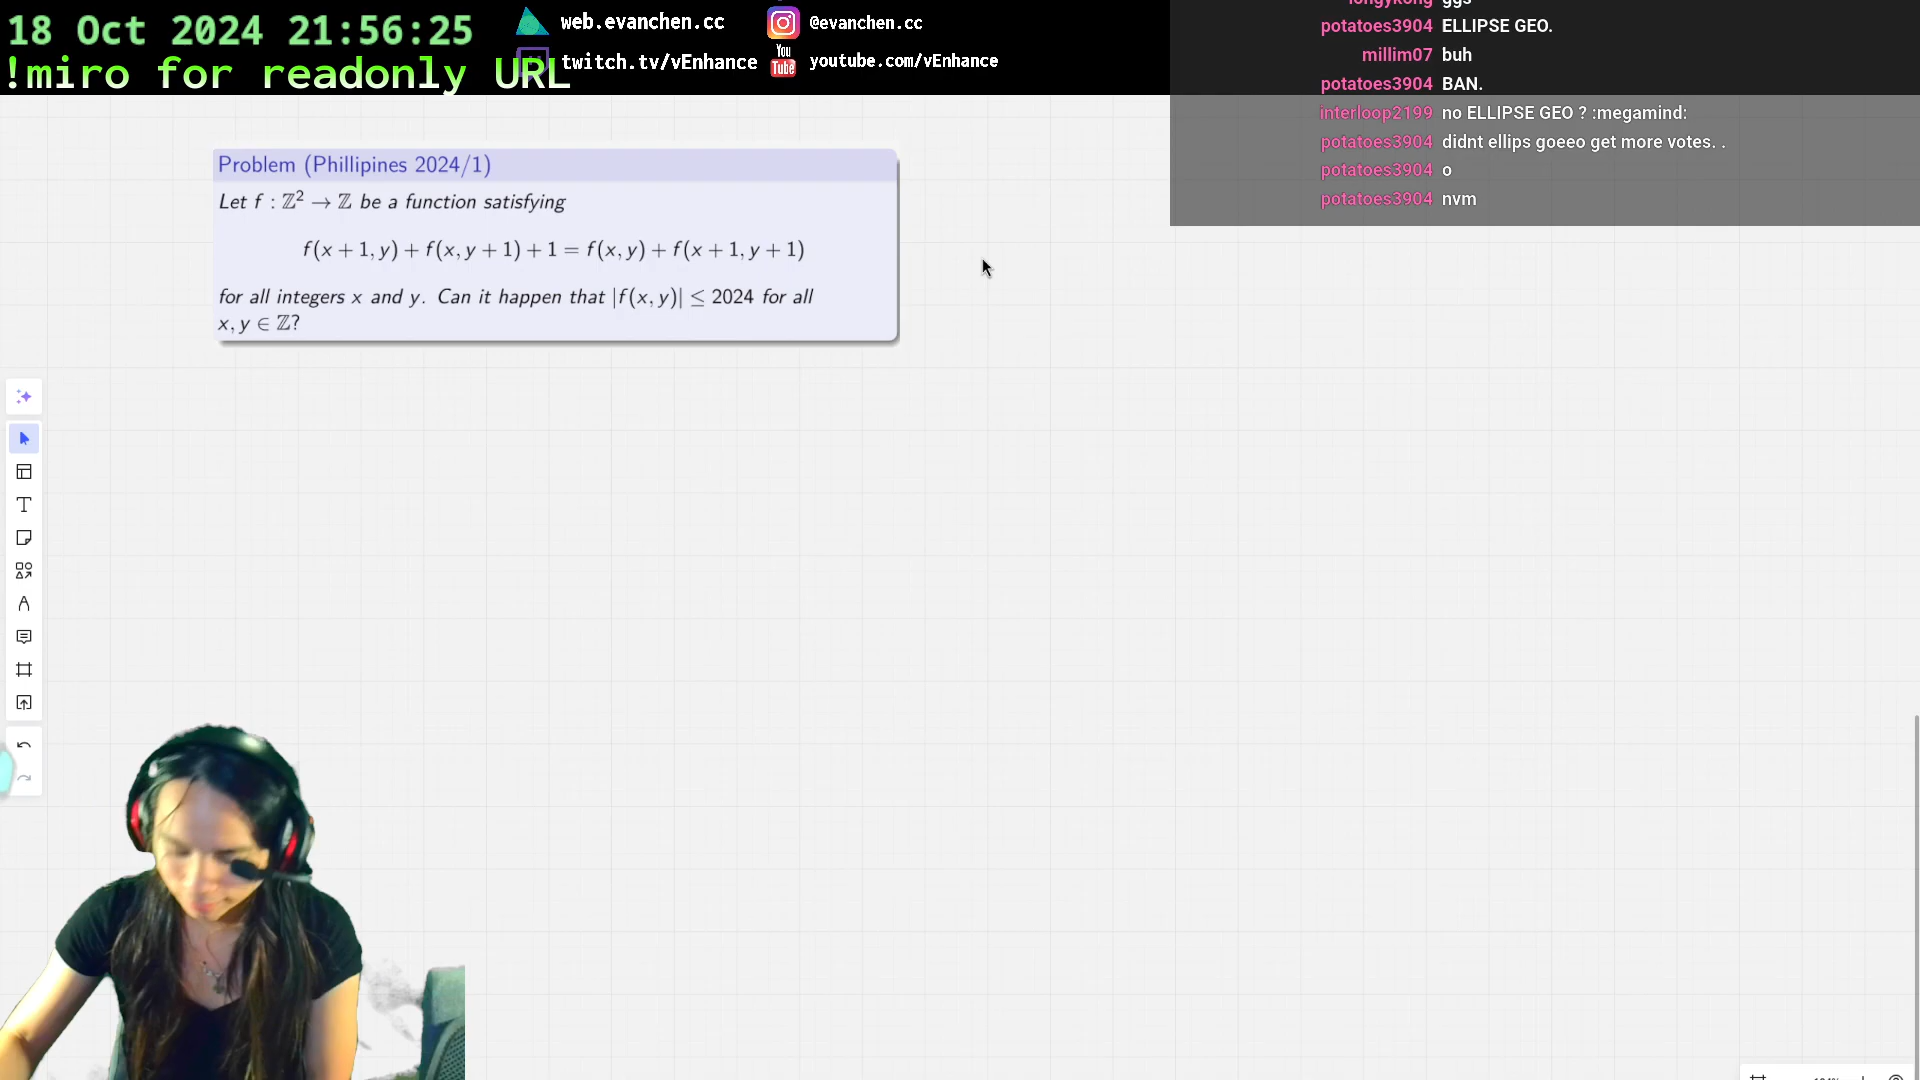 18 Oct 2024 21:56:25
!miro for readonly URL
web.evanchen.cc
@evanchen.cc
twitch.tv/vEnhance
You
Tube
youtube.com/vEnhance
ggs
potatoes3904 ELLIPSE GEO.
millim07 buh
potatoes3904 BAN.
interloop2199 no ELLIPSE GEO ? :megamind:
potatoes3904 didnt ellips goeeo get more votes. .
potatoes3904 o
potatoes3904 nvm
Problem (Phillipines 2024/1)
Let f : ℤ² → ℤ be a function satisfying
f(x + 1, y) + f(x, y + 1) + 1 = f(x, y) + f(x + 1, y + 1)
for all integers x and y. Can it happen that |f(x, y)| ≤ 2024 for all
x, y ∈ ℤ?